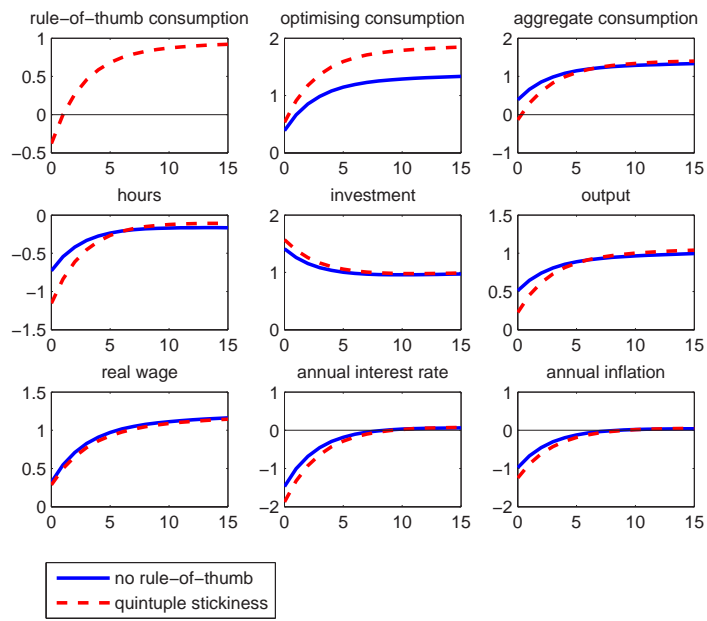 rule−of−thumb consumption
optimising consumption
aggregate consumption
1
0.5
0
−0.5
0 5 10 15
2
1
0
0 5 10 15
2
1
0
−1
0 5 10 15
hours
investment
output
0
−0.5
−1
−1.5
0 5 10 15
2
1
0
0 5 10 15
1.5
1
0.5
0
0 5 10 15
real wage
annual interest rate
annual inflation
1.5
1
0.5
0
0 5 10 15
1
0
−1
−2
0 5 10 15
1
0
−1
−2
0 5 10 15
no rule−of−thumb
quintuple stickiness